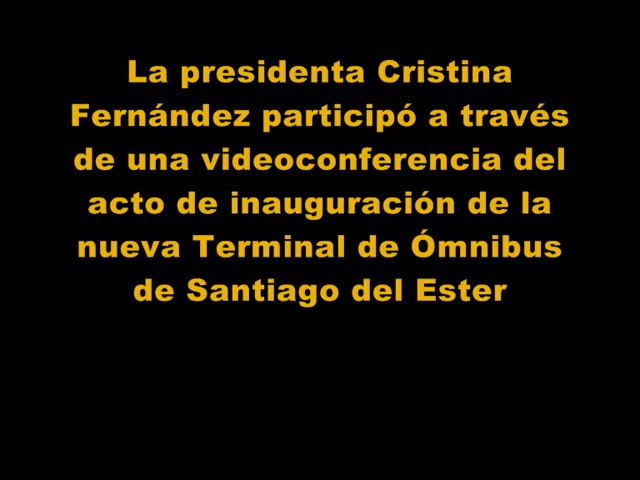 La presidenta Cristina
Fernández participó a través
de una videoconferencia del
acto de inauguración de la
nueva Terminal de Ómnibus
de Santiago del Ester